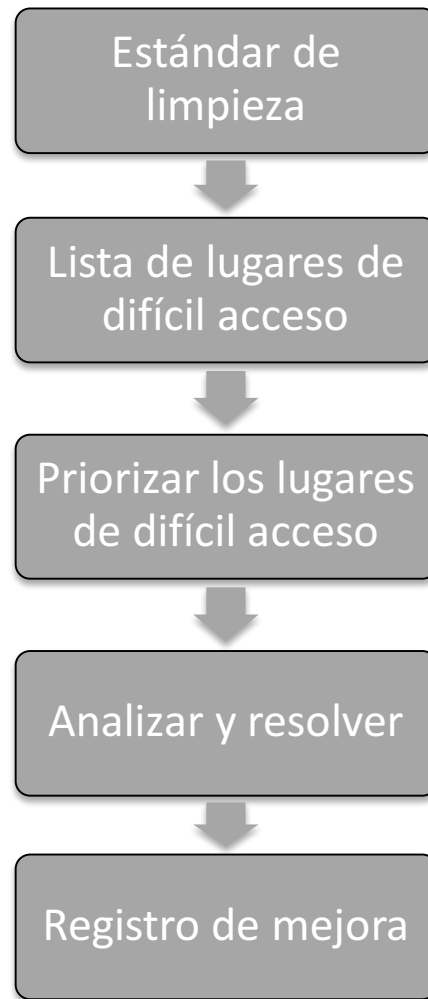 Estándar de
limpieza
Lista de lugares de
difícil acceso
Priorizar los lugares
de difícil acceso
Analizar y resolver
Registro de mejora